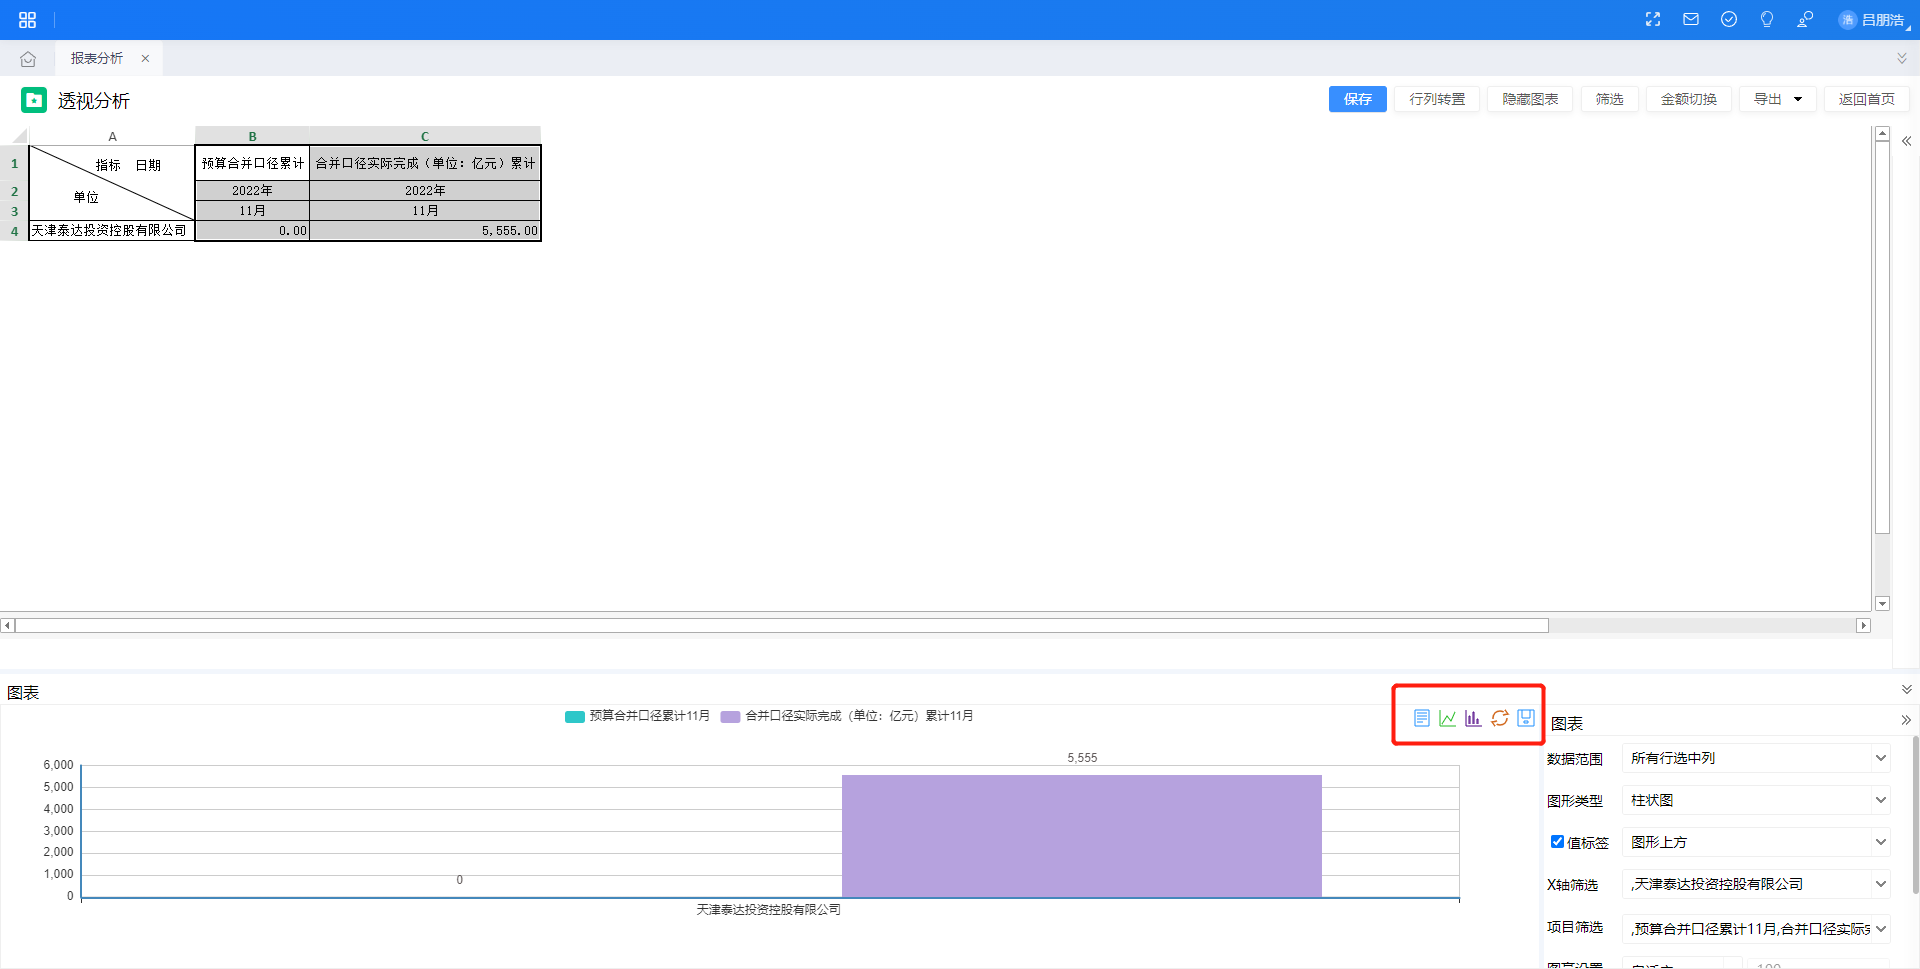 浩 吕朋浩
报表分析 ×
透视分析
保存 行列转置 隐藏图表 筛选 金额切换 导出 返回首页
A B C
1 指标 日期 预算合并口径累计 合并口径实际完成（单位：亿元）累计
单位
2 2022年 2022年
3 11月 11月
4 天津泰达投资控股有限公司 0.00 5,555.00
图表
预算合并口径累计11月 合并口径实际完成（单位：亿元）累计11月
图表
5,555
6,000
5,000
4,000
3,000
2,000
1,000
0
0
天津泰达投资控股有限公司
数据范围 所有行选中列
图形类型 柱状图
值标签 图形上方
X轴筛选 ,天津泰达投资控股有限公司
项目筛选 ,预算合并口径累计11月,合并口径实际